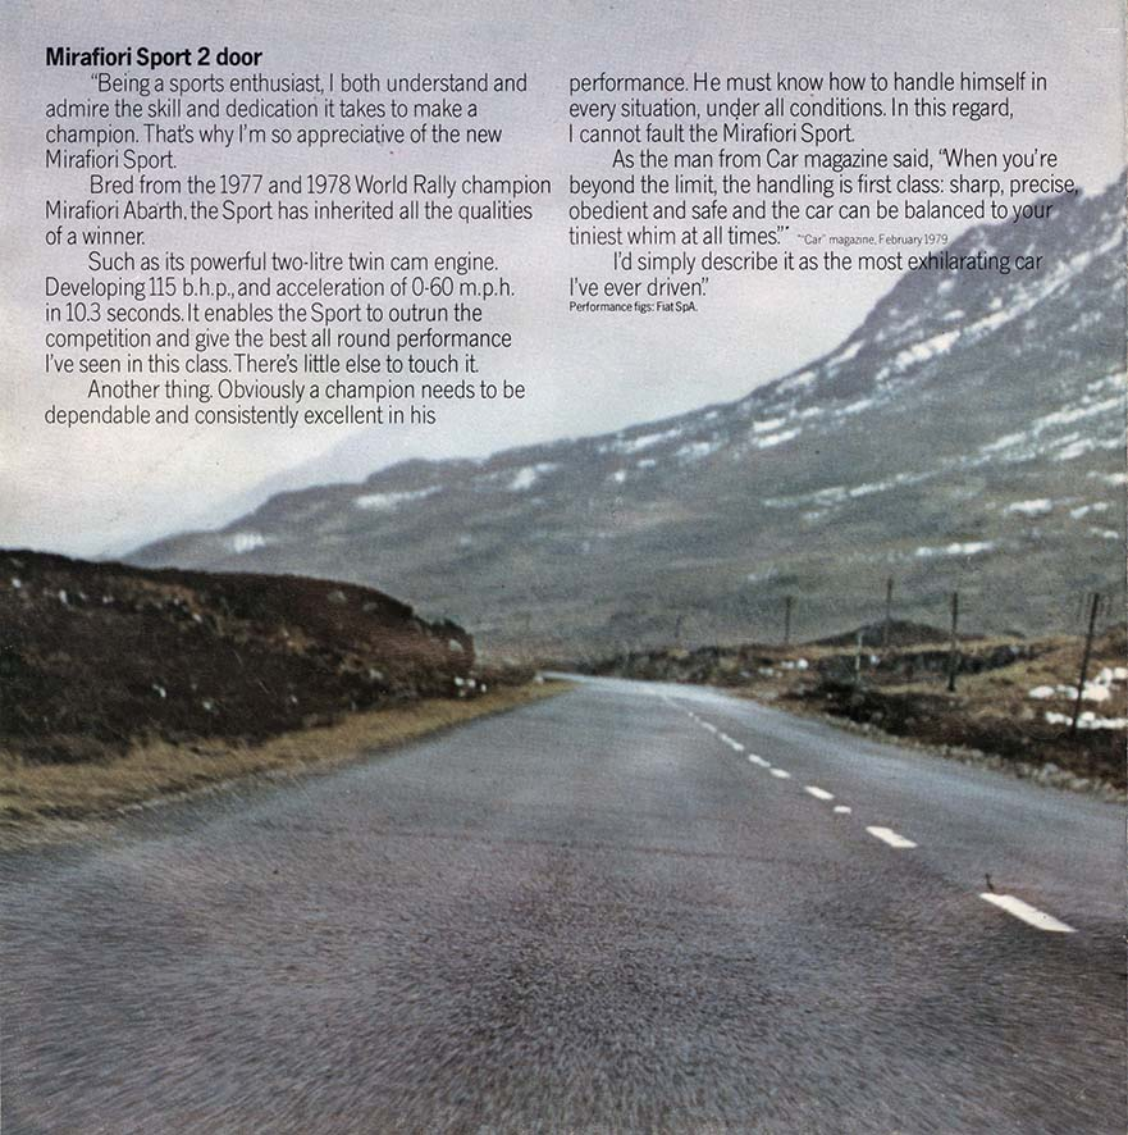 Mirafiori Sport 2 door
"Being a sports enthusiast, I both understand and
admire the skill and dedication it takes to make a
champion. That's why I'm so appreciative of the new
Mirafiori Sport.
Bred from the 1977 and 1978 World Rally champion
Mirafiori Abarth, the Sport has inherited all the qualities
of a winner.
Such as its powerful two-litre twin cam engine.
Developing 115 b.h.p., and acceleration of 0-60 m.p.h.
in 10.3 seconds. It enables the Sport to outrun the
competition and give the best all round performance
I've seen in this class. There's little else to touch it.
Another thing. Obviously a champion needs to be
dependable and consistently excellent in his
performance. He must know how to handle himself in
every situation, under all conditions. In this regard,
I cannot fault the Mirafiori Sport.
As the man from Car magazine said, "When you're
beyond the limit, the handling is first class: sharp, precise,
obedient and safe and the car can be balanced to your
tiniest whim at all times."* *"Car" magazine, February 1979
I'd simply describe it as the most exhilarating car
I've ever driven."
Performance figs: Fiat SpA.